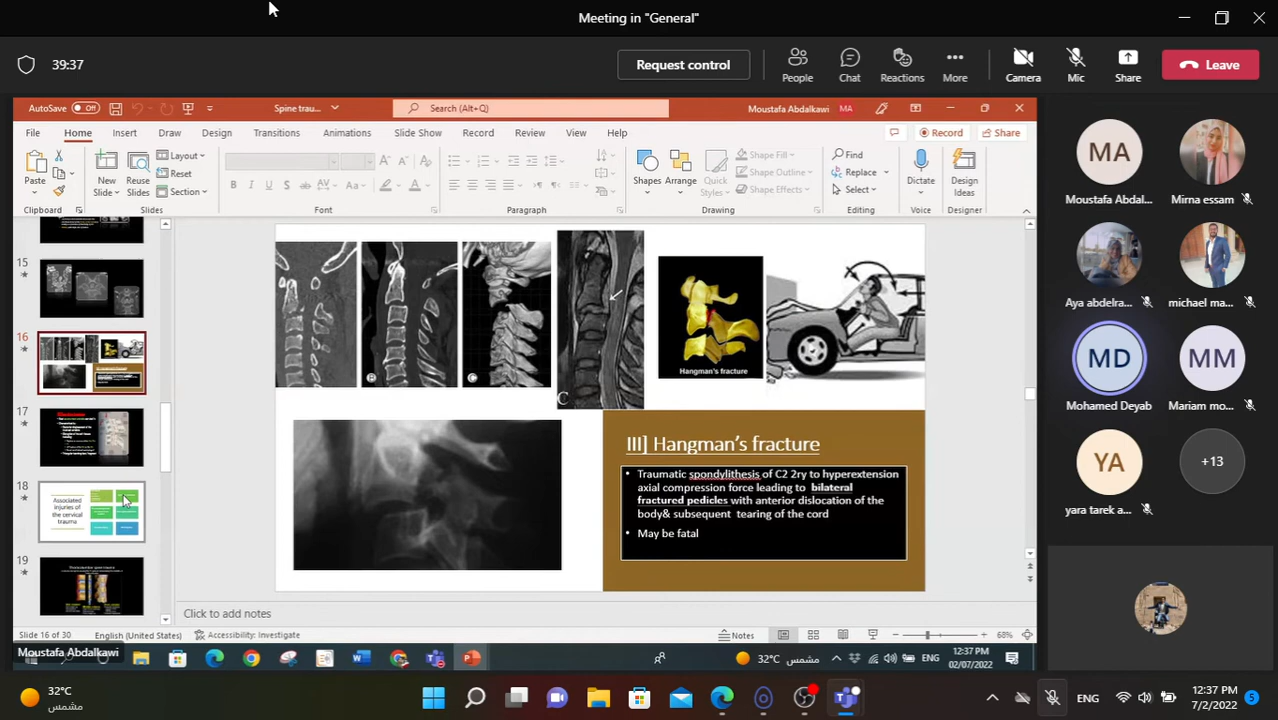 Meeting in "General"
39:37
Request control
People
Chat
Reactions
More
Camera
Mic
Share
Leave
AutoSave
Off
Spine trau...
Search (Alt+Q)
Moustafa Abdalkawi
MA
File
Home
Insert
Draw
Design
Transitions
Animations
Slide Show
Record
Review
View
Help
Record
Share
Paste
New
Slide
Reuse
Slides
Layout
Reset
Section
Shapes
Arrange
Quick
Styles
Shape Fill
Shape Outline
Shape Effects
Find
Replace
Select
Dictate
Design
Ideas
Clipboard
Slides
Font
Paragraph
Drawing
Editing
Voice
Designer
15
16
17
18
Associated
injuries of
the cervical
trauma
19
B
C
C
Hangman's fracture
III] Hangman's fracture
• Traumatic spondylithesis of C2 2ry to hyperextension
axial compression force leading to bilateral
fractured pedicles with anterior dislocation of the
body& subsequent tearing of the cord
• May be fatal
Click to add notes
Slide 16 of 30
English (United States)
Accessibility: Investigate
Notes
68%
Moustafa Abdalkawi
32°C مشمس
ENG
12:37 PM
02/07/2022
MA
Moustafa Abdal...
Mirna essam
Aya abdelra...
michael ma...
MD
Mohamed Deyab
MM
Mariam mo...
YA
yara tarek a...
+13
32°C
مشمس
ENG
12:37 PM
7/2/2022
5